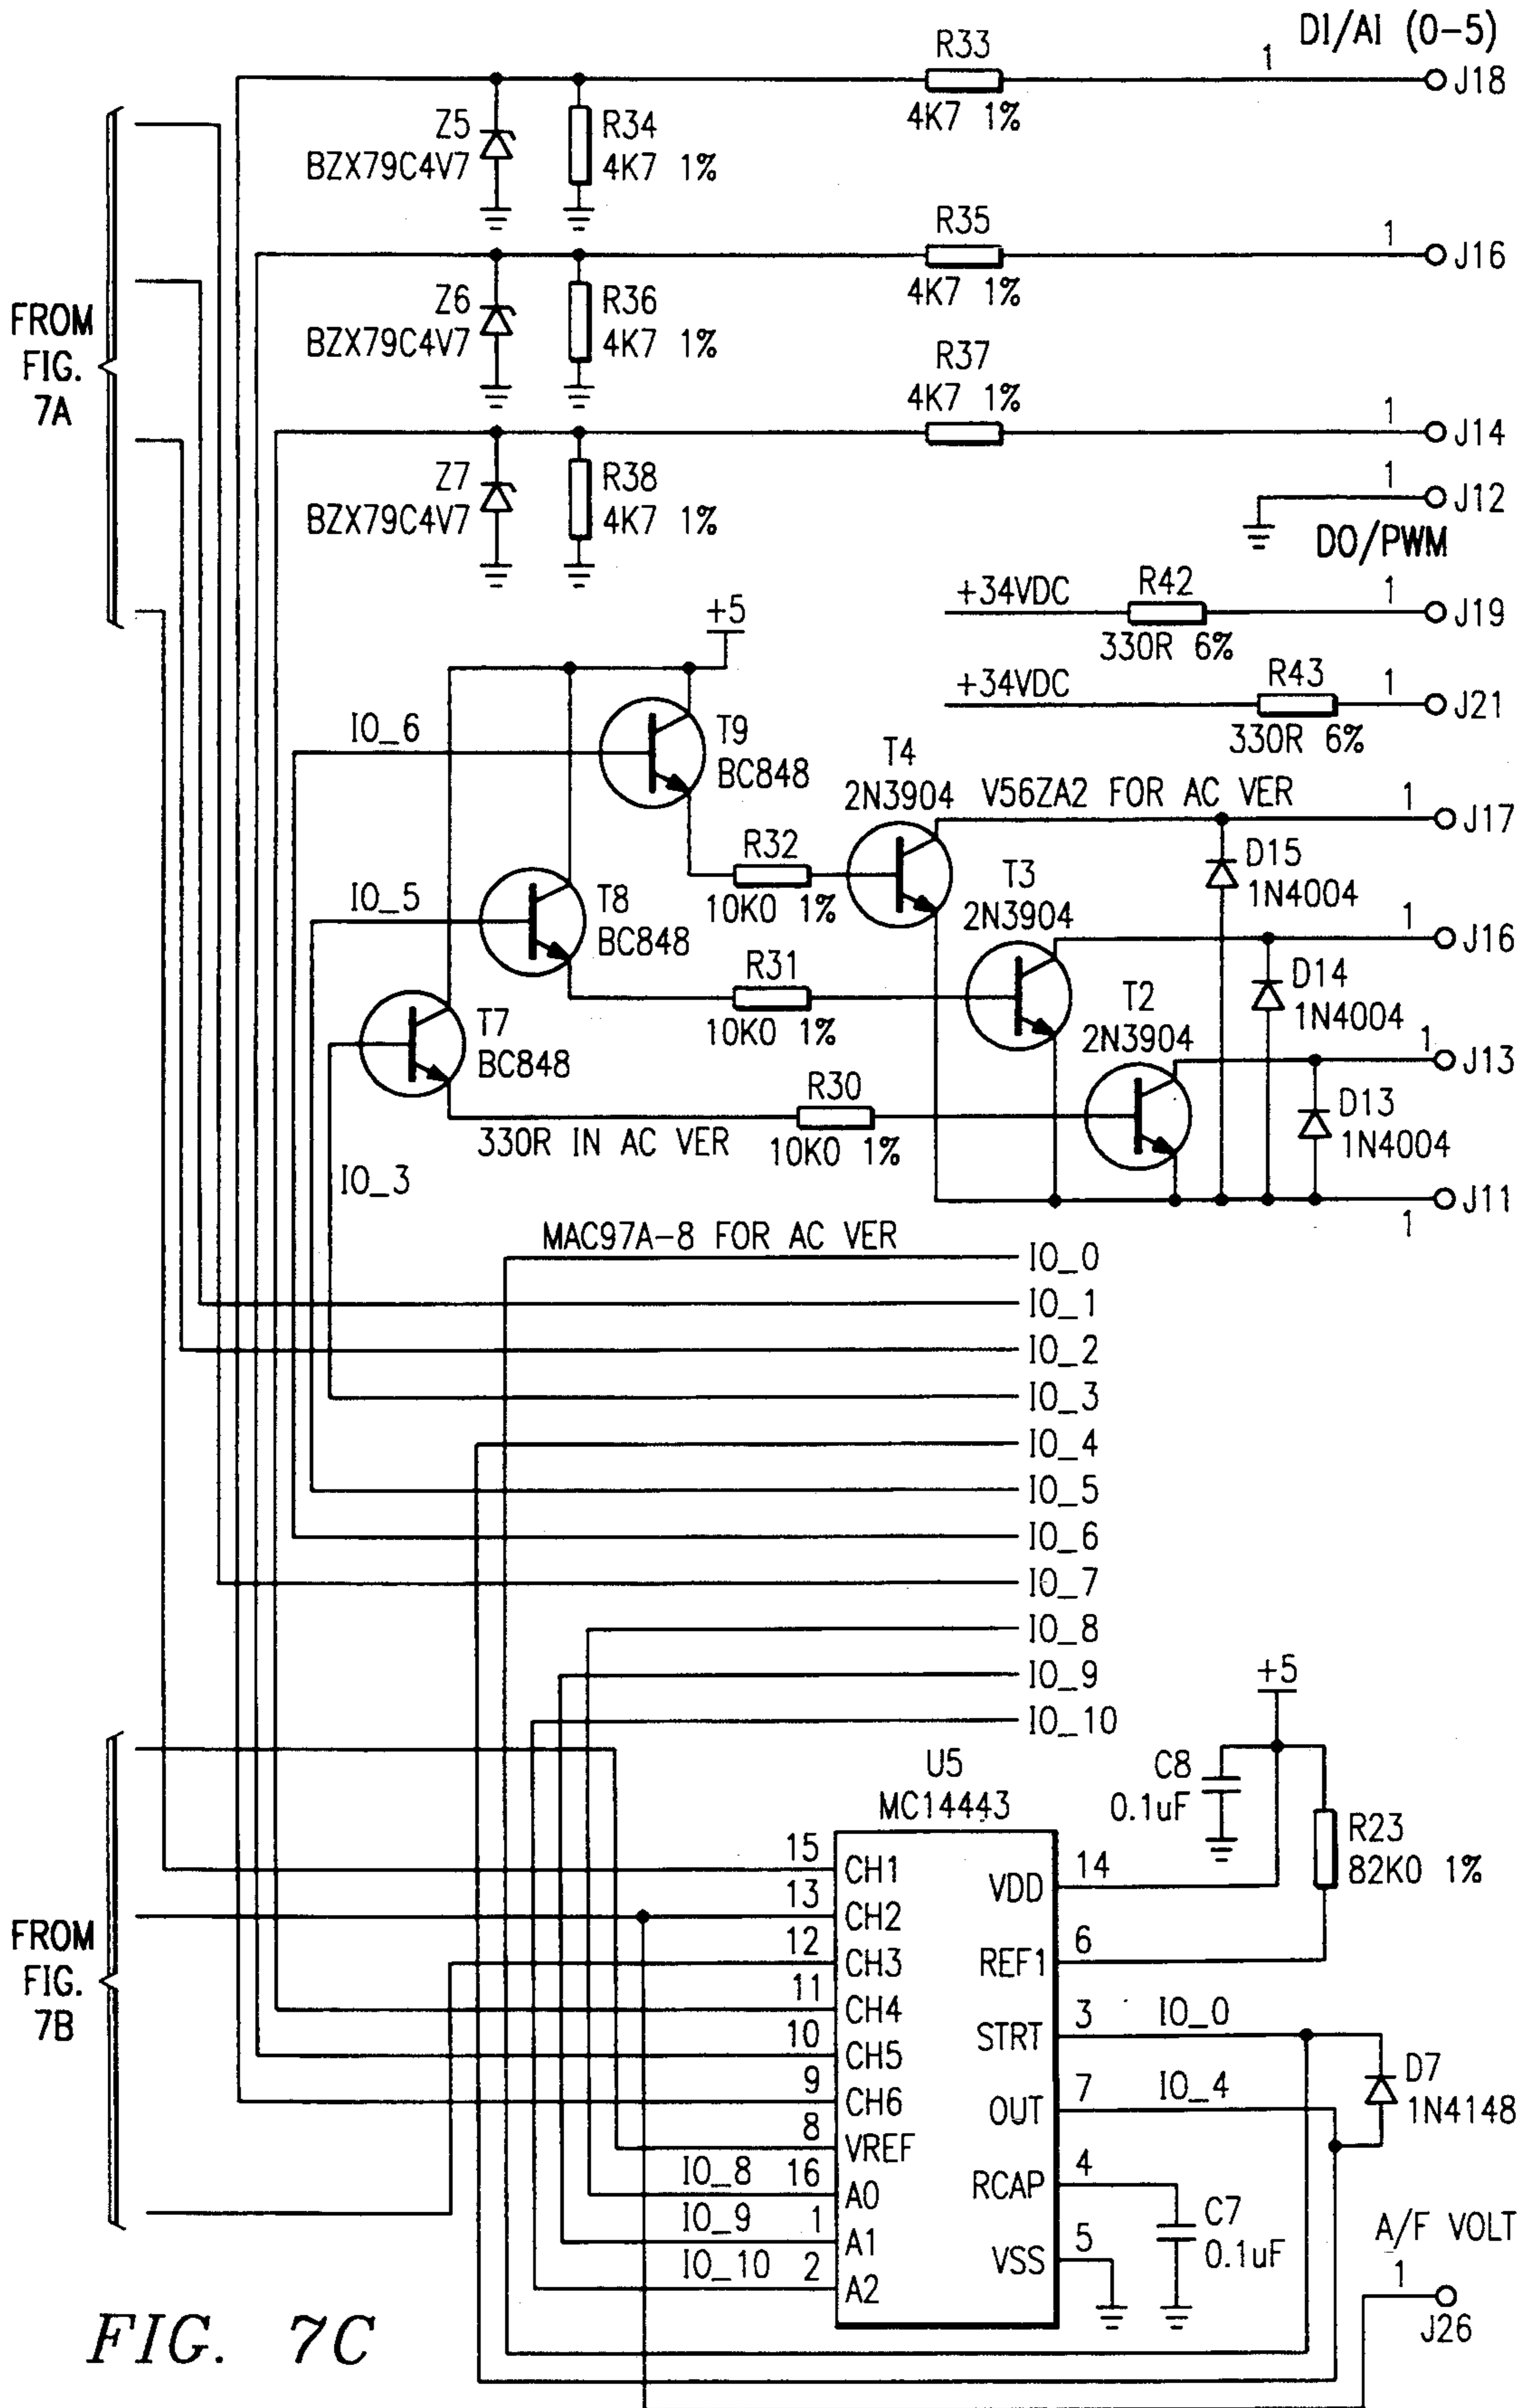 DI/AI (0-5)
R33
1
J18
4K7 1%
Z5
BZX79C4V7
R34
4K7 1%
R35
1
J16
4K7 1%
FROM
FIG.
7A
Z6
BZX79C4V7
R36
4K7 1%
R37
4K7 1%
1
J14
Z7
BZX79C4V7
R38
4K7 1%
1
J12
DO/PWM
+34VDC
R42
1
J19
330R 6%
+5
+34VDC
R43
1
J21
330R 6%
IO_6
T9
BC848
T4
2N3904
V56ZA2 FOR AC VER
1
J17
R32
10K0 1%
D15
1N4004
IO_5
T8
BC848
T3
2N3904
1
J16
R31
10K0 1%
D14
1N4004
T7
BC848
T2
2N3904
1
J13
R30
10K0 1%
330R IN AC VER
D13
1N4004
IO_3
1
J11
MAC97A-8 FOR AC VER
IO_0
IO_1
IO_2
IO_3
IO_4
IO_5
IO_6
IO_7
IO_8
IO_9
IO_10
+5
FROM
FIG.
7B
U5
MC14443
C8
0.1uF
R23
82K0 1%
15 CH1
13 CH2
12 CH3
11 CH4
10 CH5
9 CH6
8 VREF
IO_8 16 A0
IO_9 1 A1
IO_10 2 A2
VDD 14
REF1 6
STRT 3 IO_0
OUT 7 IO_4
RCAP 4
VSS 5
D7
1N4148
C7
0.1uF
A/F VOLT
1
J26
FIG. 7C